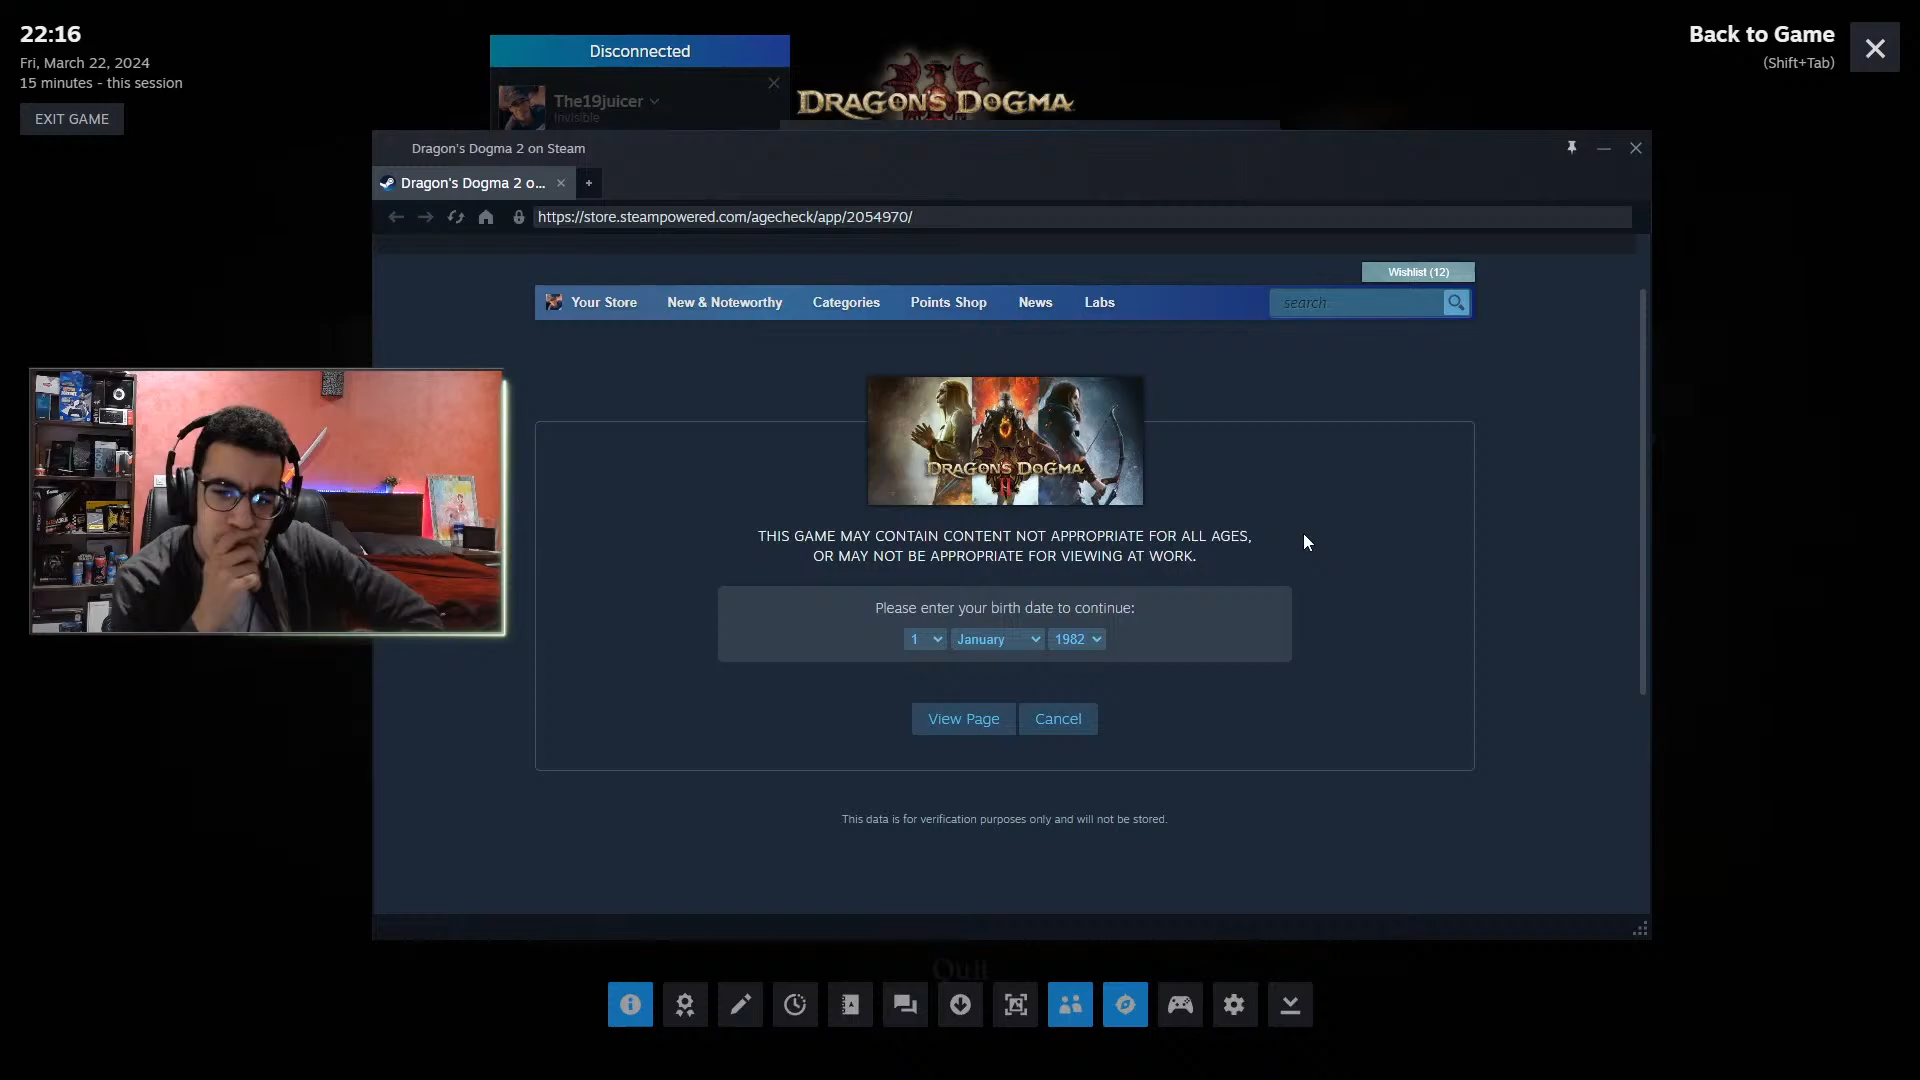 22:16
Fri, March 22, 2024
15 minutes - this session
EXIT GAME
Disconnected
The19juicer
Invisible
DRAGON'S DOGMA
Back to Game
(Shift+Tab)
Dragon's Dogma 2 on Steam
Dragon's Dogma 2 o...
https://store.steampowered.com/agecheck/app/2054970/
Wishlist (12)
Your Store
New & Noteworthy
Categories
Points Shop
News
Labs
search
DRAGON'S DOGMA
II
THIS GAME MAY CONTAIN CONTENT NOT APPROPRIATE FOR ALL AGES,
OR MAY NOT BE APPROPRIATE FOR VIEWING AT WORK.
Please enter your birth date to continue:
1 January 1982
View Page
Cancel
This data is for verification purposes only and will not be stored.
Quit